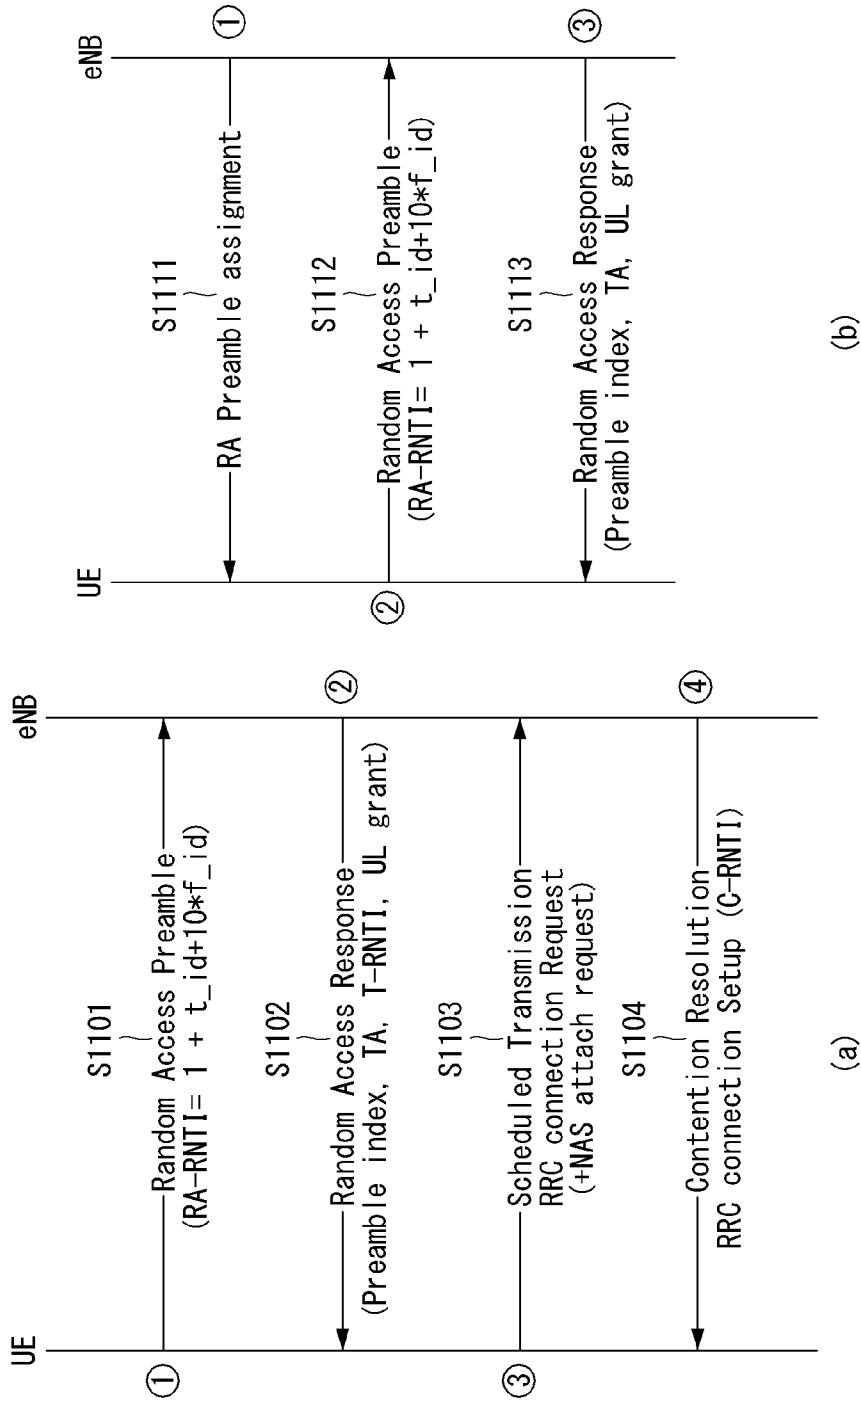 UE
eNB
①
S1101
Random Access Preamble
(RA-RNTI= 1 + t_id+10*f_id)
②
S1102
Random Access Response
(Preamble index, TA, T-RNTI, UL grant)
③
S1103
Scheduled Transmission
RRC connection Request
(+NAS attach request)
④
S1104
Contention Resolution
RRC connection Setup (C-RNTI)
(a)
UE
eNB
①
S1111
RA Preamble assignment
②
S1112
Random Access Preamble
(RA-RNTI= 1 + t_id+10*f_id)
③
S1113
Random Access Response
(Preamble index, TA, UL grant)
(b)